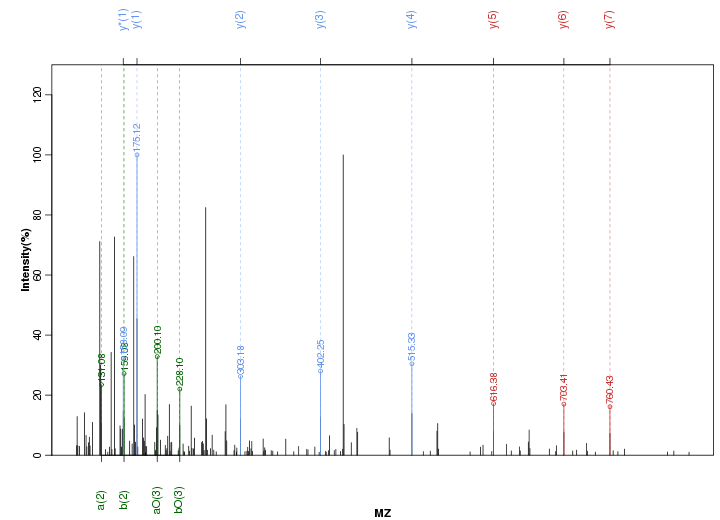 y*(1) y(1) y(2) y(3) y(4) y(5) y(6) y(7)
Intensity(%)
0 20 40 60 80 100 120
131.08
159.08
175.12
200.10
228.10
303.18
402.25
515.33
616.38
703.41
760.43
a(2) b(2) aO(3) bO(3)
MZ